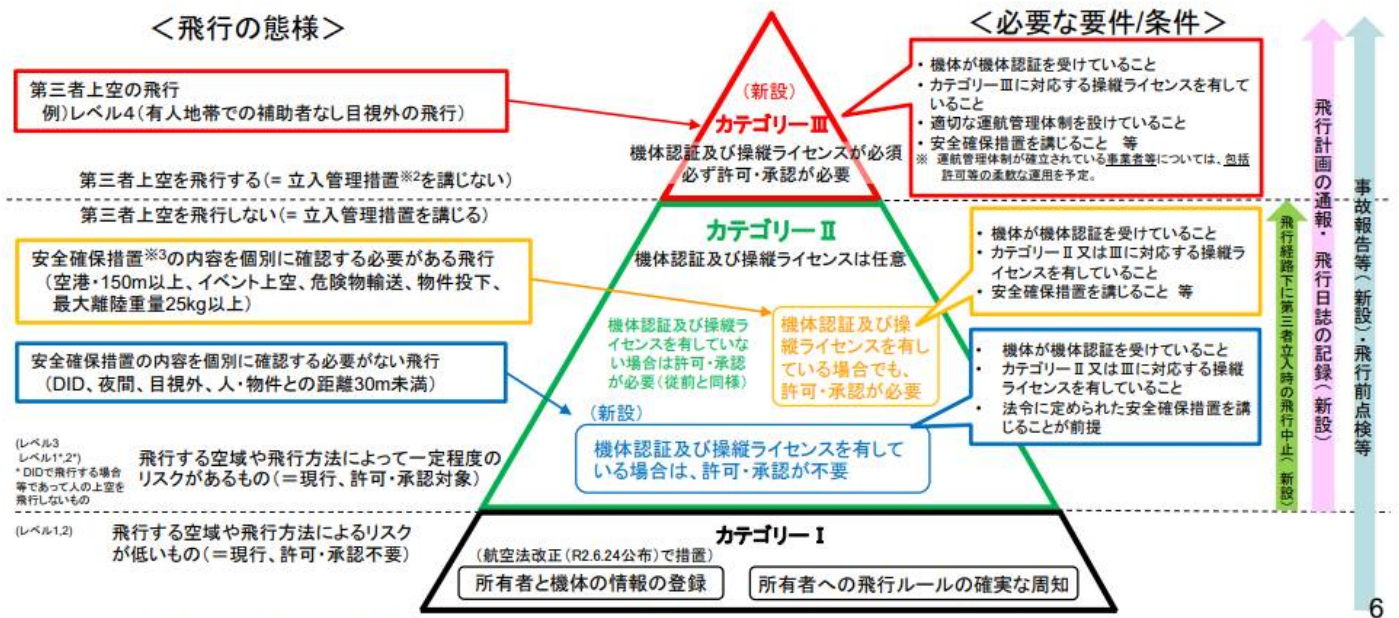 ＜飛行の態様＞
＜必要な要件/条件＞
第三者上空の飛行
例)レベル4(有人地帯での補助者なし目視外の飛行)
第三者上空を飛行する(= 立入管理措置※2を講じない)
第三者上空を飛行しない(= 立入管理措置を講じる)
安全確保措置※3の内容を個別に確認する必要がある飛行
(空港・150m以上、イベント上空、危険物輸送、物件投下、
最大離陸重量25kg以上)
安全確保措置の内容を個別に確認する必要がない飛行
(DID、夜間、目視外、人・物件との距離30m未満)
(レベル3
レベル1*,2*)
* DIDで飛行する場合
等であって人の上空を
飛行しないもの
飛行する空域や飛行方法によって一定程度の
リスクがあるもの(＝現行、許可・承認対象)
(レベル1,2)
飛行する空域や飛行方法によるリスク
が低いもの(＝現行、許可・承認不要)
(新設)
カテゴリーⅢ
機体認証及び操縦ライセンスが必須
必ず許可・承認が必要
カテゴリーⅡ
機体認証及び操縦ライセンスは任意
機体認証及び操縦ラ
イセンスを有していな
い場合は許可・承認
が必要(従前と同様)
機体認証及び操
縦ライセンスを有し
ている場合でも、
許可・承認が必要
(新設)
機体認証及び操縦ライセンスを有して
いる場合は、許可・承認が不要
カテゴリーⅠ
(航空法改正(R2.6.24公布)で措置)
所有者と機体の情報の登録
所有者への飛行ルールの確実な周知
・ 機体が機体認証を受けていること
・ カテゴリーⅢに対応する操縦ライセンスを有して
いること
・ 適切な運航管理体制を設けていること
・ 安全確保措置を講じること 等
※ 運航管理体制が確立されている事業者等については、包括
許可等の柔軟な運用を予定。
・ 機体が機体認証を受けていること
・ カテゴリーⅡ又はⅢに対応する操縦ラ
イセンスを有していること
・ 安全確保措置を講じること 等
・ 機体が機体認証を受けていること
・ カテゴリーⅡ又はⅢに対応する操縦
ライセンスを有していること
・ 法令に定められた安全確保措置を講
じることが前提
飛行経路下に第三者立入時の飛行中止(新設)
飛行計画の通報・飛行日誌の記録(新設)
事故報告等(新設)・飛行前点検等
6